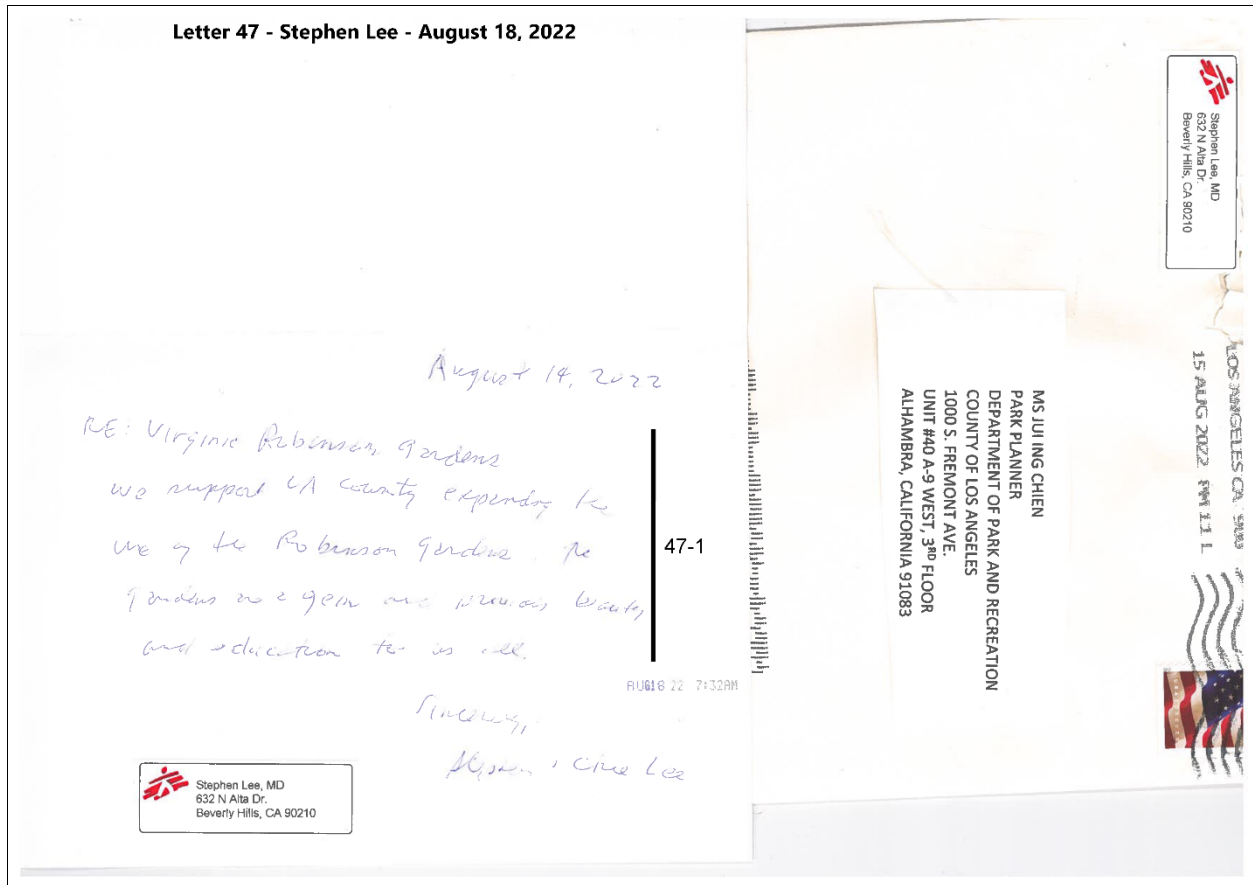 Letter 47 - Stephen Lee - August 18, 2022
August 14, 2022
RE: Virginia Robinson Gardens
We support LA County expanding the
use of the Robinson Gardens. The
gardens and beauty
and education for us all.
47-1
AUG18 22 7:32AM
Sincerely,
Stephen + Lee
Stephen Lee, MD
632 N Alta Dr.
Beverly Hills, CA 90210
Stephen Lee, MD
632 N Alta Dr.
Beverly Hills, CA 90210
LOS ANGELES CA
15 AUG 2022 PM 11 L
MS JUI ING CHIEN
PARK PLANNER
DEPARTMENT OF PARK AND RECREATION
COUNTY OF LOS ANGELES
1000 S. FREMONT AVE.
UNIT #40 A-9 WEST, 3RD FLOOR
ALHAMBRA, CALIFORNIA 91083